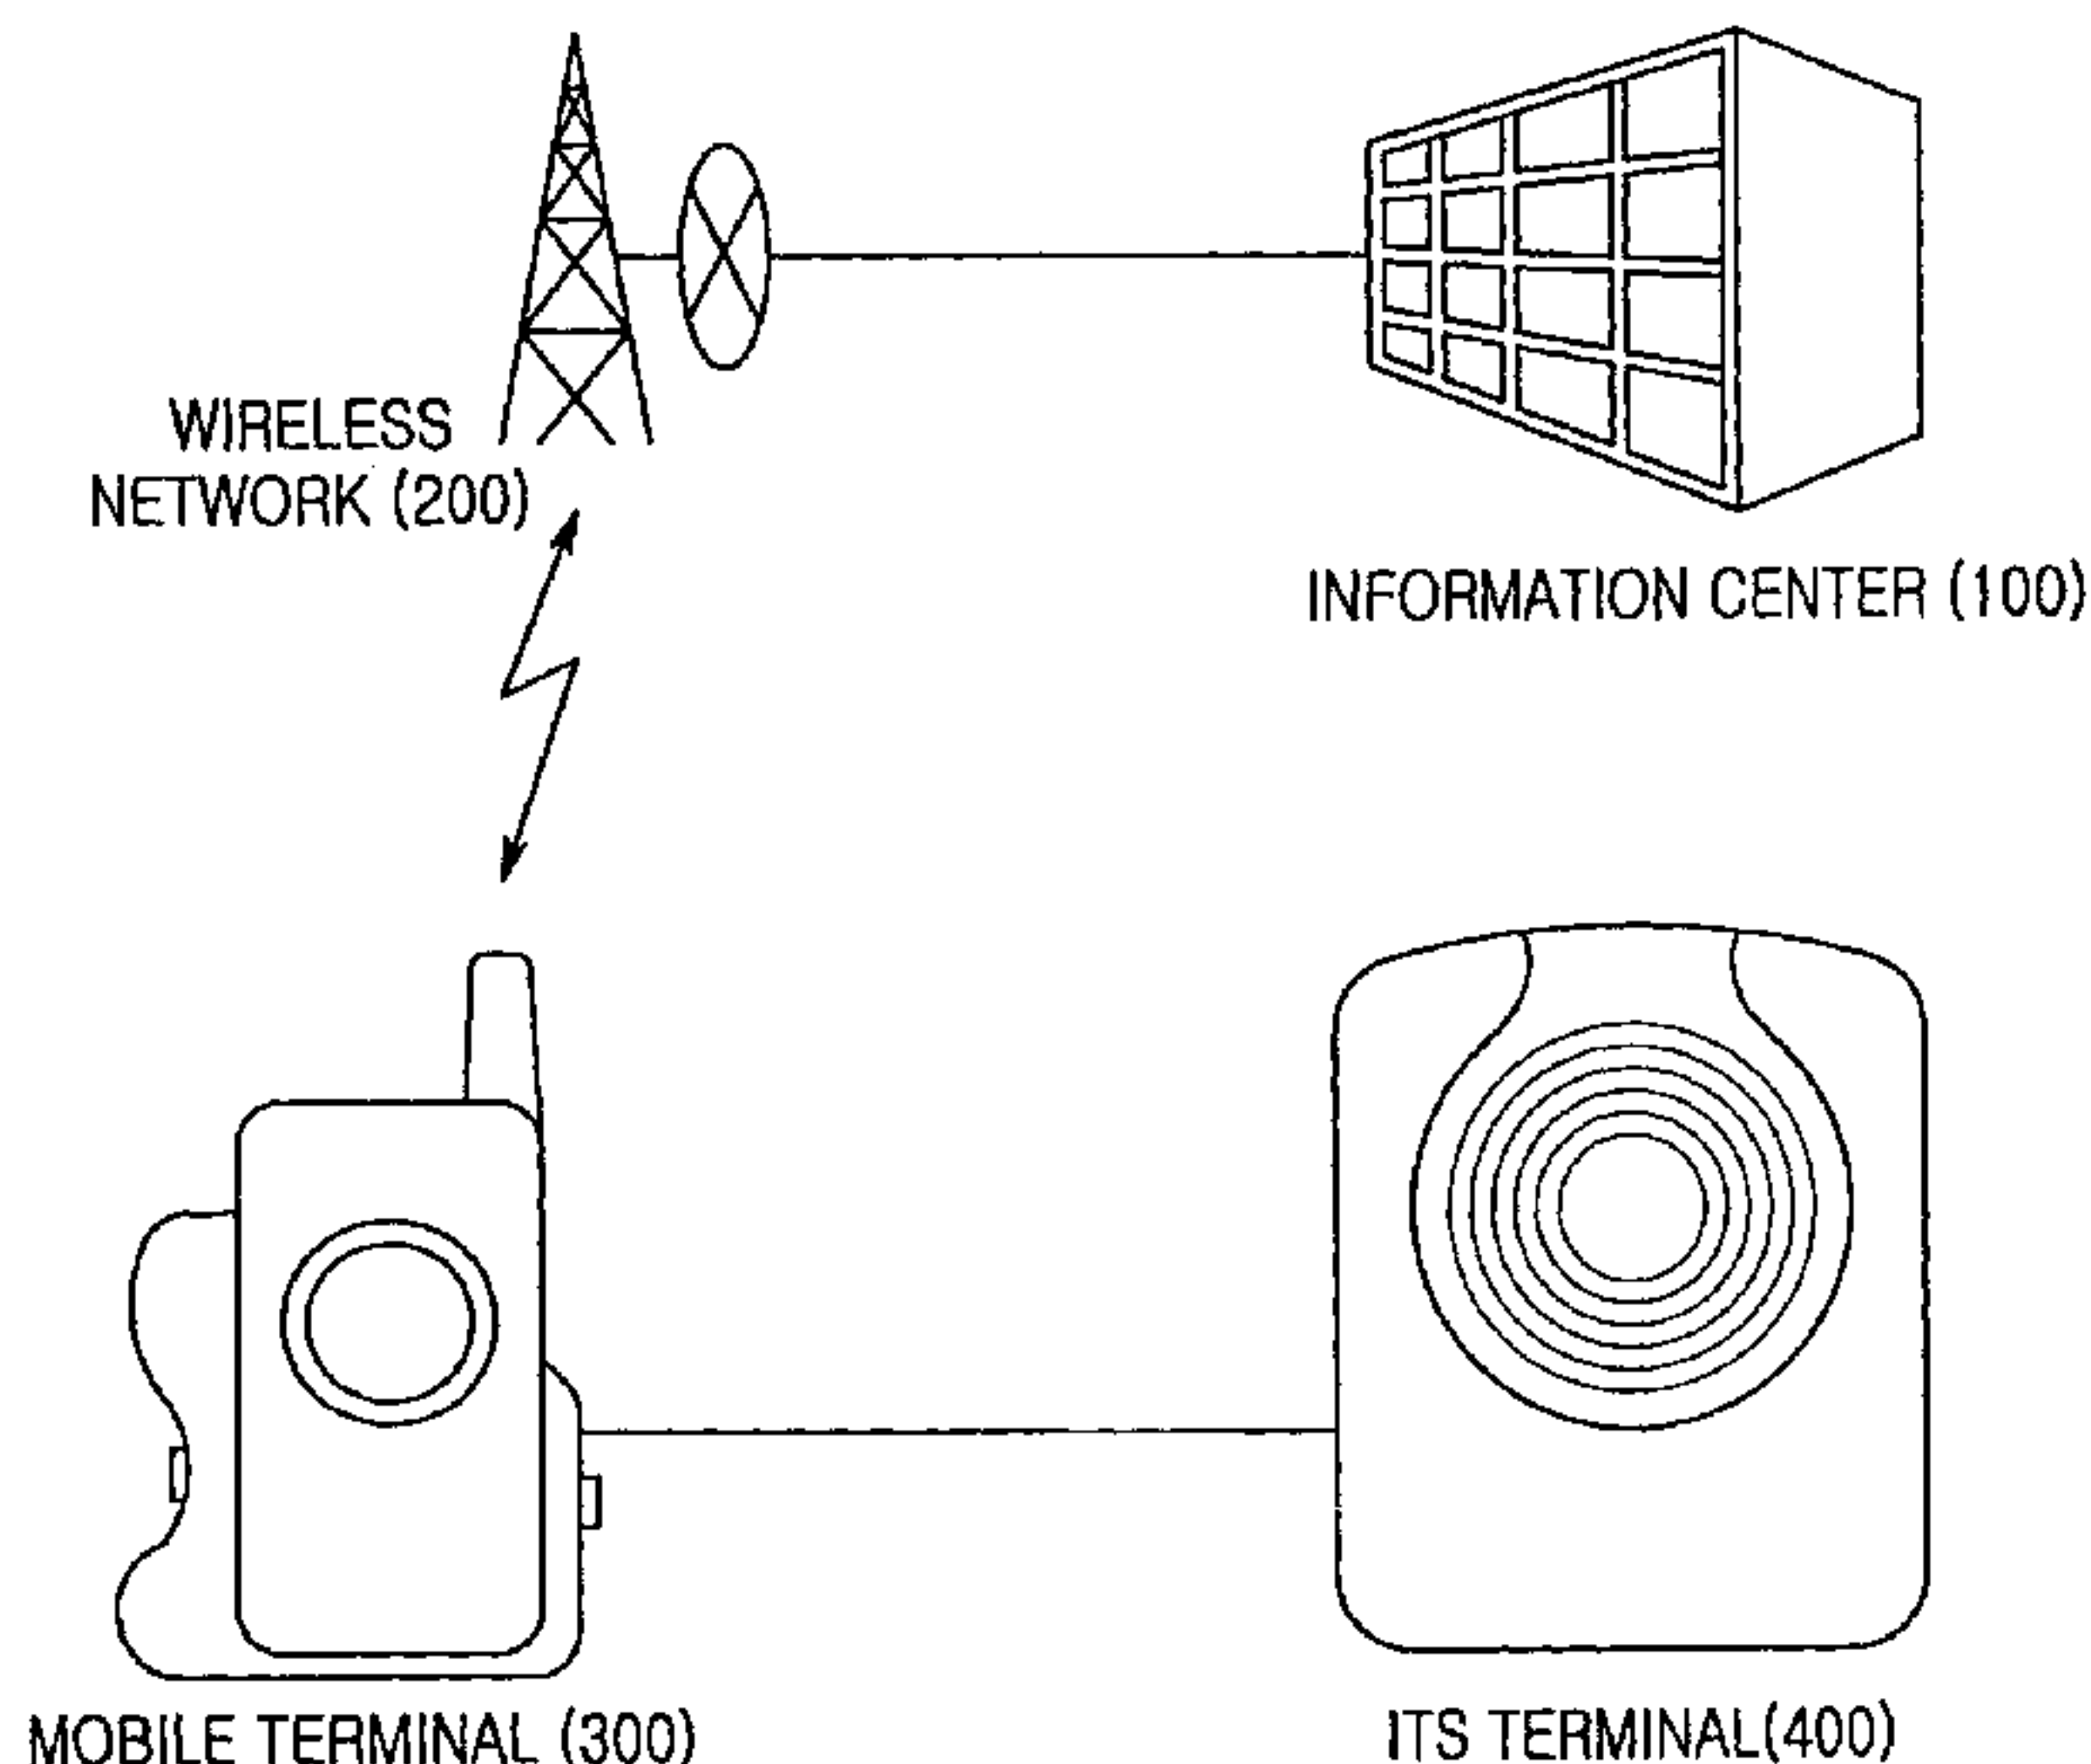 WIRELESS
NETWORK (200)
INFORMATION CENTER (100)
MOBILE TERMINAL (300)
ITS TERMINAL(400)